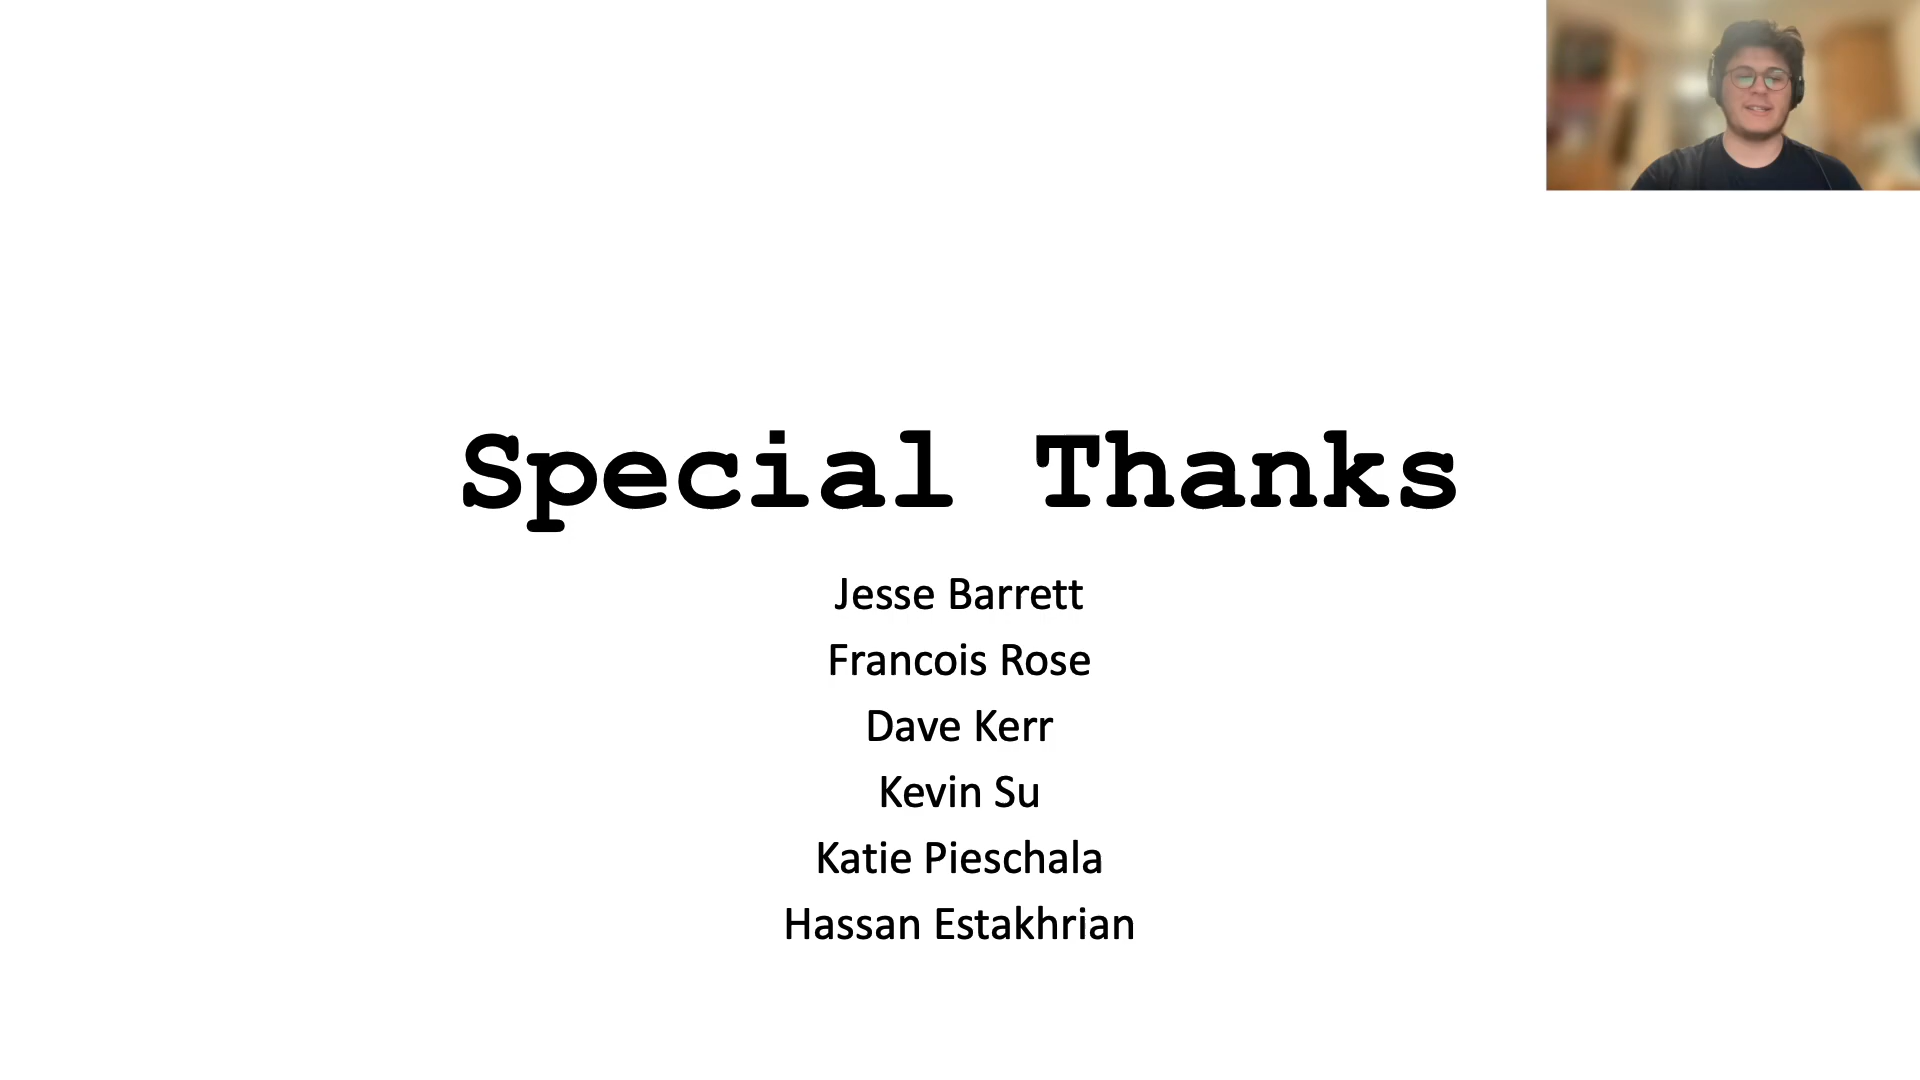 Special Thanks
Jesse Barrett
Francois Rose
Dave Kerr
Kevin Su
Katie Pieschala
Hassan Estakhrian